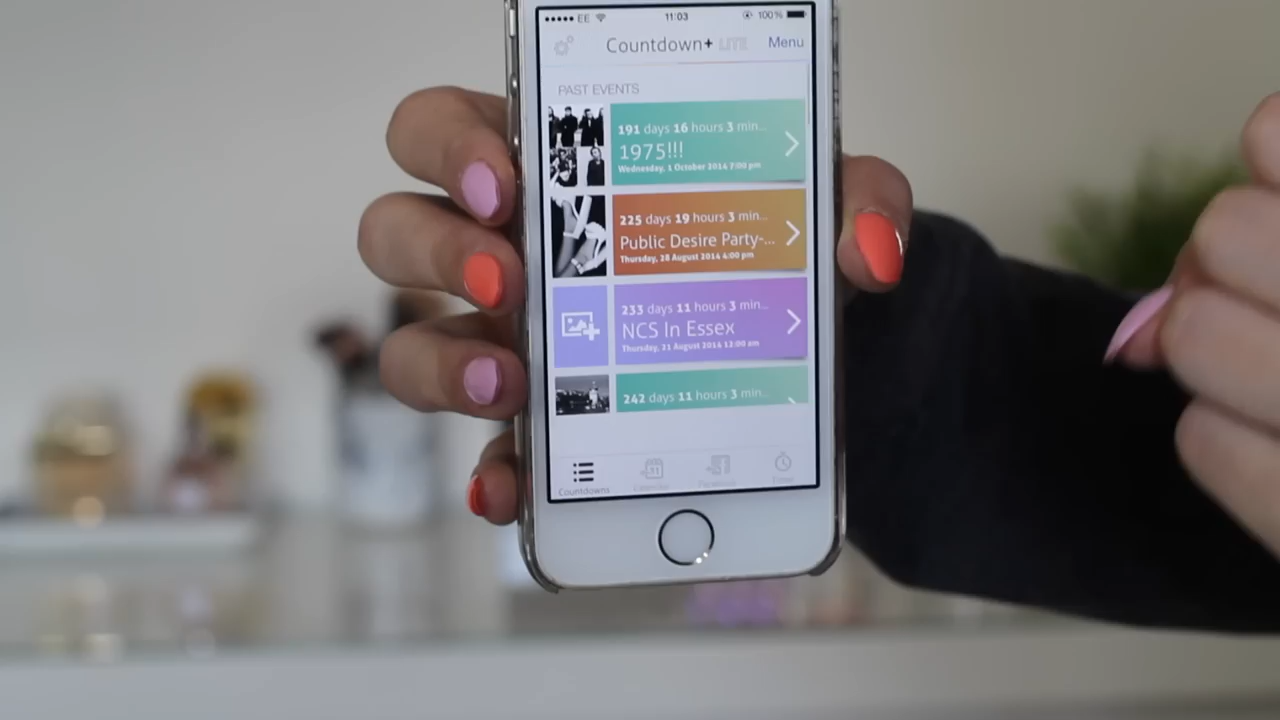 EE 11:03 100%
Countdown+ LITE Menu
PAST EVENTS
191 days 16 hours 3 min...
1975!!!
Wednesday, 1 October 2014 7:00 pm
225 days 19 hours 3 min...
Public Desire Party-...
Thursday, 28 August 2014 4:00 pm
233 days 11 hours 3 min...
NCS In Essex
Thursday, 21 August 2014 12:00 am
242 days 11 hours 3 min...
Countdowns Calendar Facebook Timer